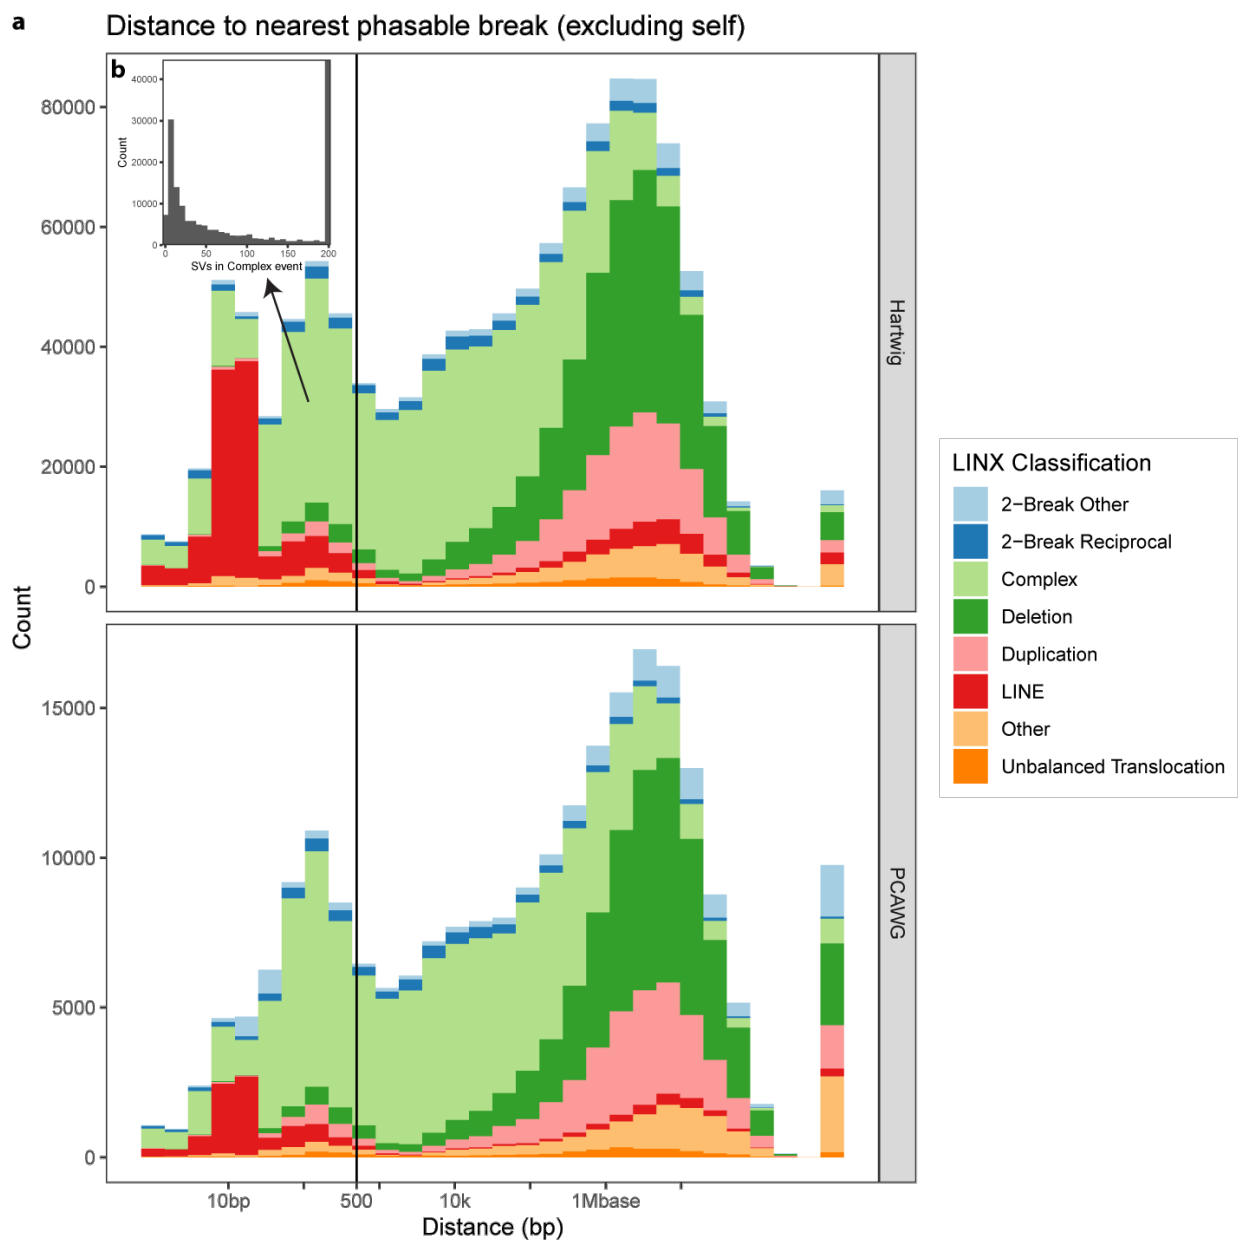 a
Distance to nearest phasable break (excluding self)
b
40000
30000
20000
10000
0
Count
0 50 100 150 200
SVs in Complex event
80000
60000
40000
20000
0
Hartwig
Count
15000
10000
5000
0
PCAWG
10bp 500 10k 1Mbase
Distance (bp)
LINX Classification
2−Break Other
2−Break Reciprocal
Complex
Deletion
Duplication
LINE
Other
Unbalanced Translocation